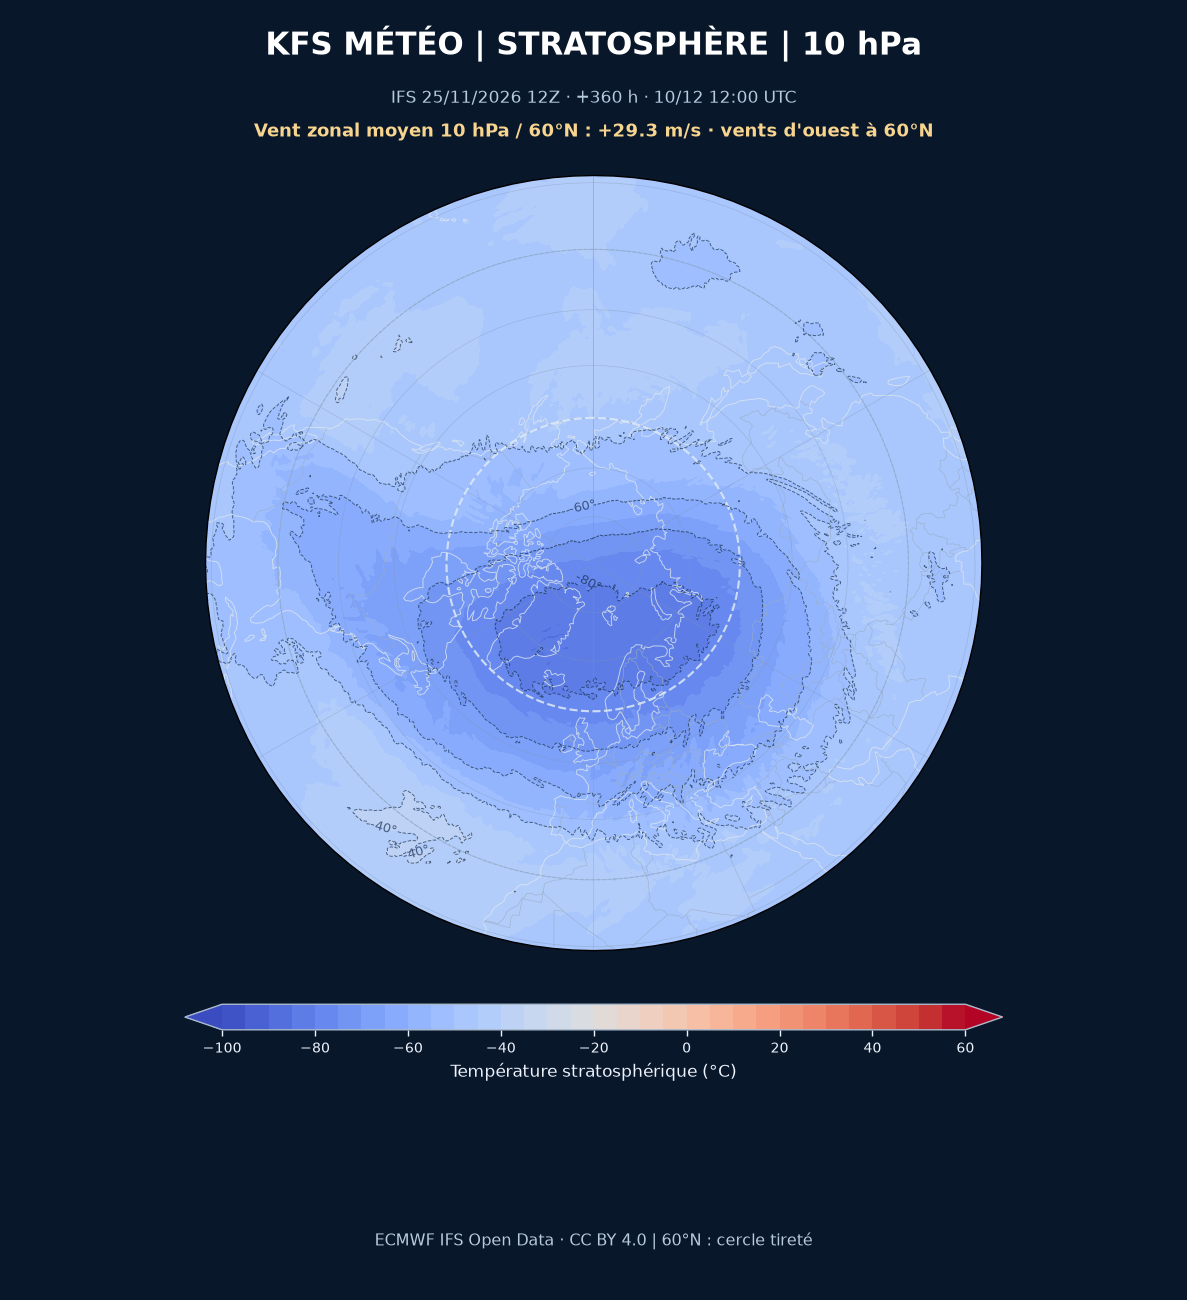 KFS MÉTÉO | STRATOSPHÈRE | 10 hPa
IFS 25/11/2026 12Z · +360 h · 10/12 12:00 UTC
Vent zonal moyen 10 hPa / 60°N : +29.3 m/s · vents d'ouest à 60°N
-60°
-80°
40°
-40°
−100 −80 −60 −40 −20 0 20 40 60
Température stratosphérique (°C)
ECMWF IFS Open Data · CC BY 4.0 | 60°N : cercle tireté